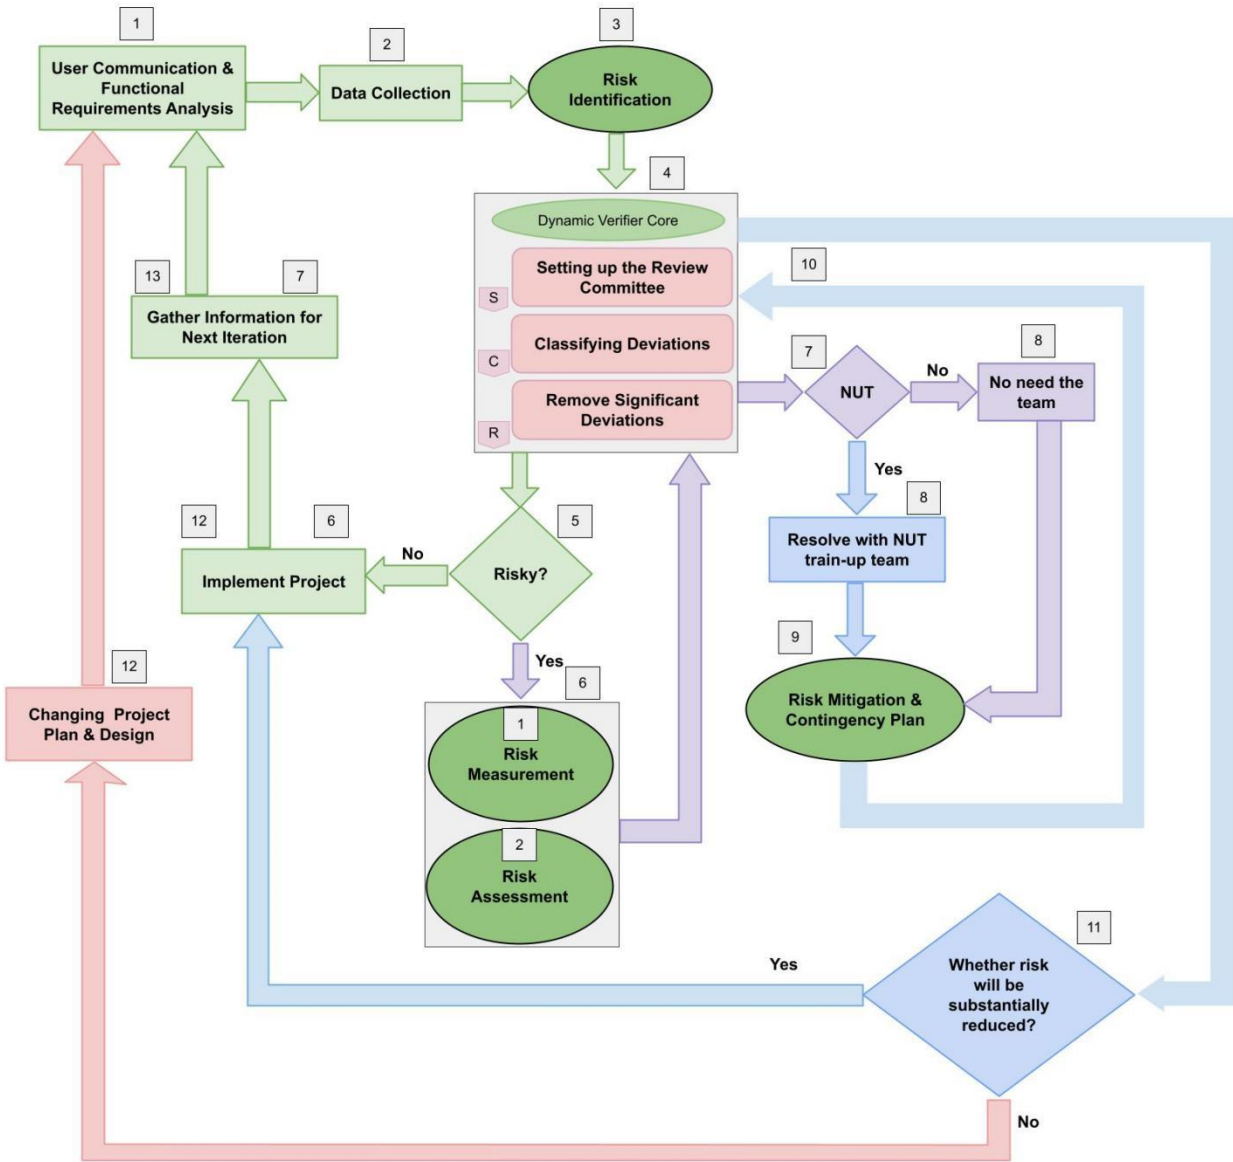 1
User Communication &
Functional
Requirements Analysis
2
Data Collection
3
Risk
Identification
4
Dynamic Verifier Core
S
Setting up the Review
Committee
C
Classifying Deviations
R
Remove Significant
Deviations
10
7
NUT
No
8
No need the
team
Yes
8
Resolve with NUT
train-up team
9
Risk Mitigation &
Contingency Plan
13
7
Gather Information for
Next Iteration
12
6
Implement Project
No
5
Risky?
Yes
6
1
Risk
Measurement
2
Risk
Assessment
12
Changing Project
Plan & Design
11
Whether risk
will be
substantially
reduced?
Yes
No